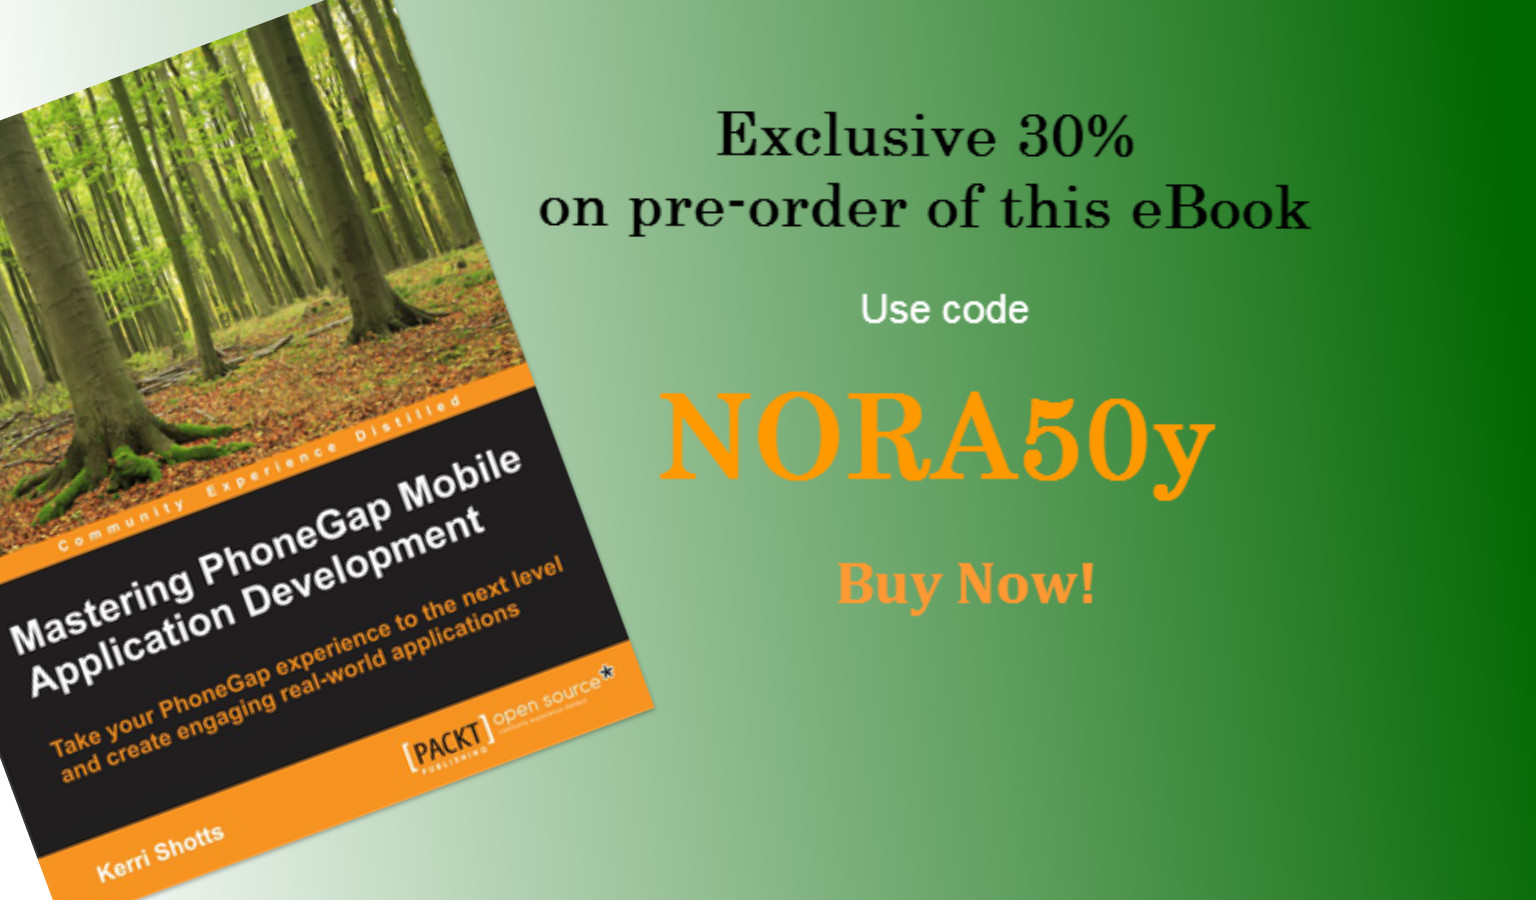 Exclusive 30%
on pre-order of this eBook
Use code
NORA50y
Buy Now!
Community Experience Distilled
Mastering PhoneGap Mobile
Application Development
Take your PhoneGap experience to the next level
and create engaging real-world applications
[PACKT] open source*
PUBLISHING
Kerri Shotts